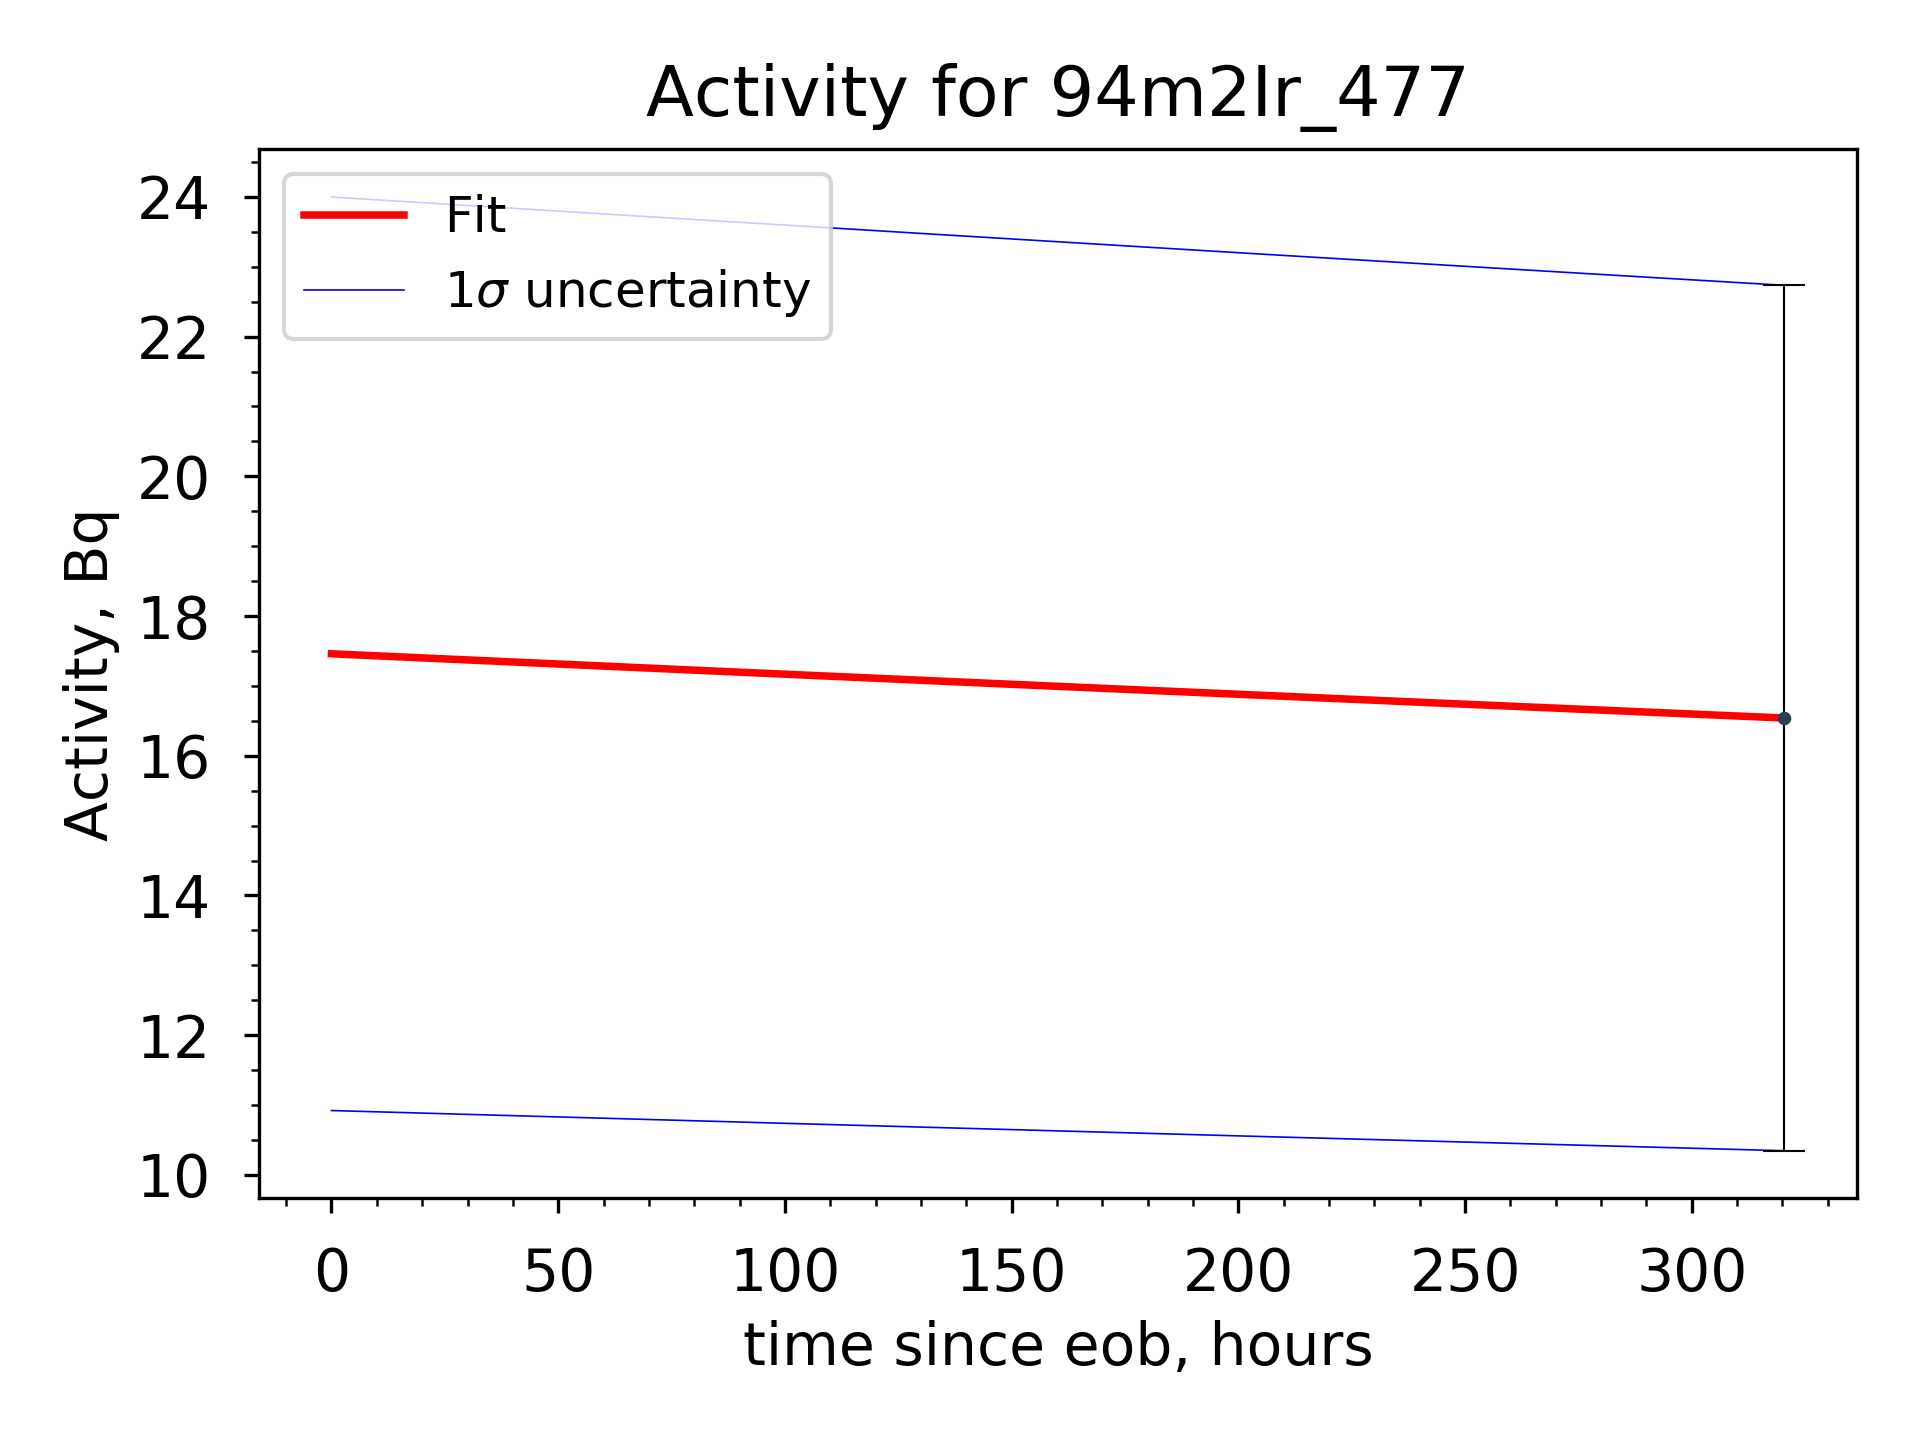 Activity for 94m2Ir_477
Fit
1σ uncertainty
24
22
20
18
16
14
12
10
Activity, Bq
0 50 100 150 200 250 300
time since eob, hours